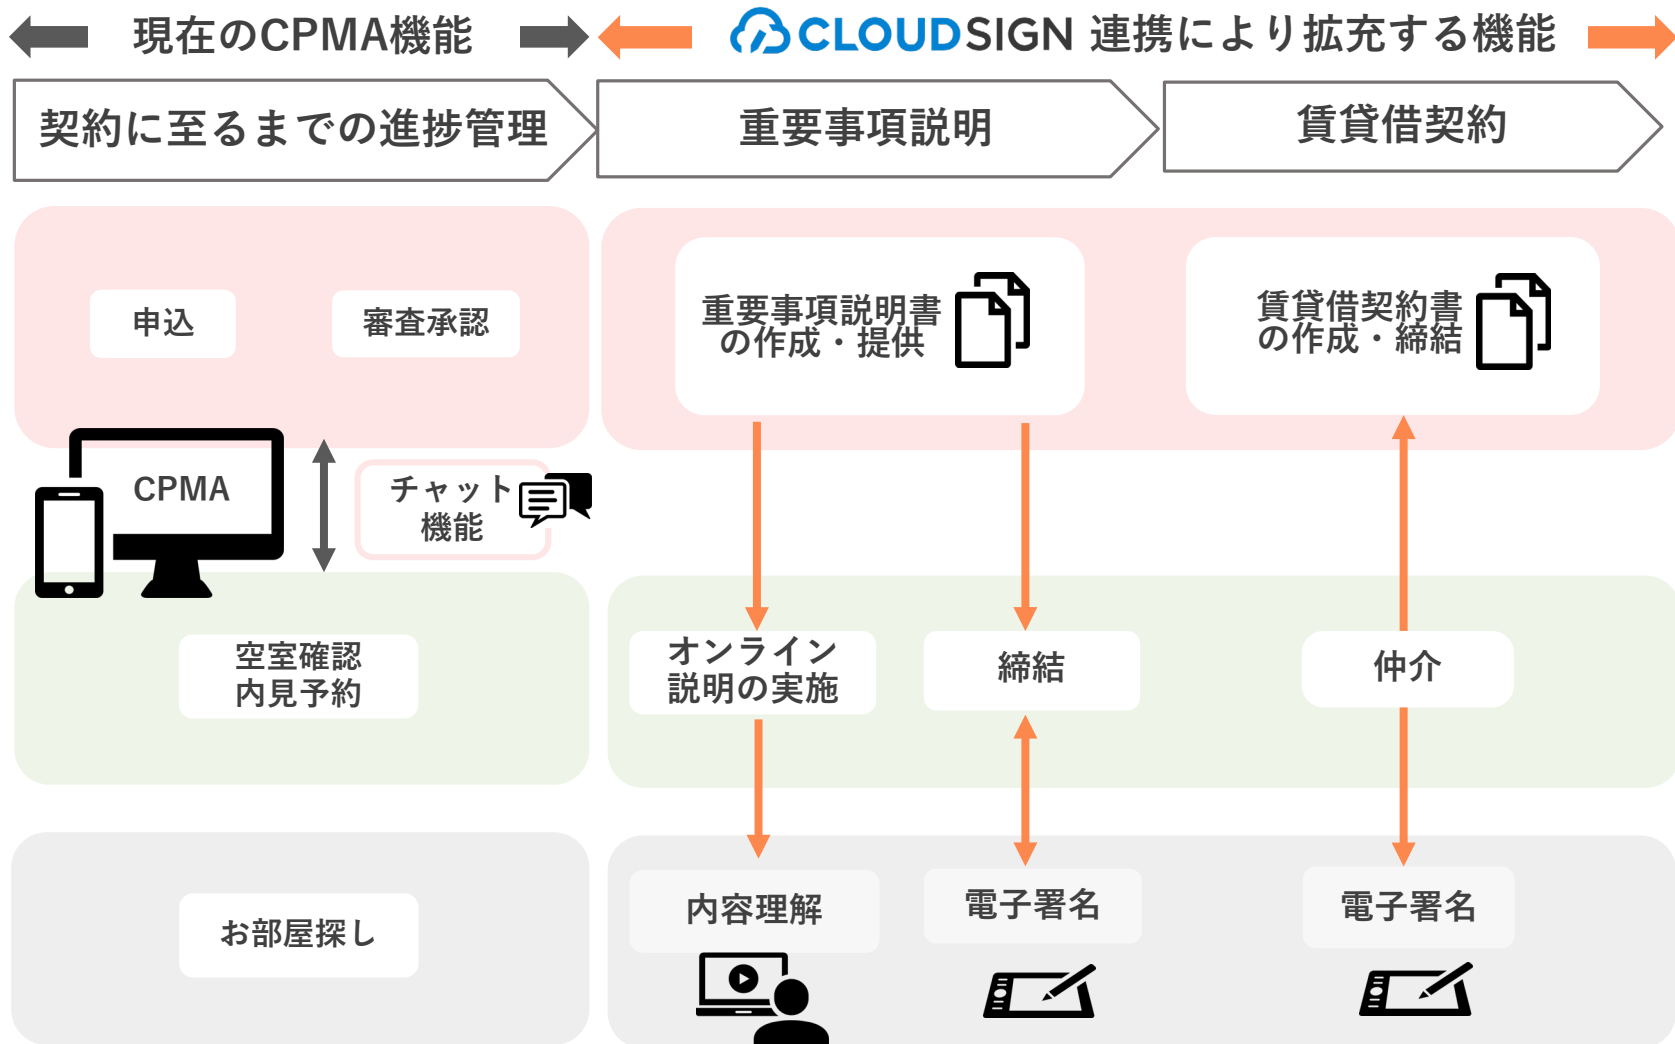 現在のCPMA機能
CLOUDSIGN 連携により拡充する機能
契約に至るまでの進捗管理
重要事項説明
賃貸借契約
申込
審査承認
重要事項説明書
の作成・提供
賃貸借契約書
の作成・締結
CPMA
チャット
機能
空室確認
内見予約
オンライン
説明の実施
締結
仲介
お部屋探し
内容理解
電子署名
電子署名